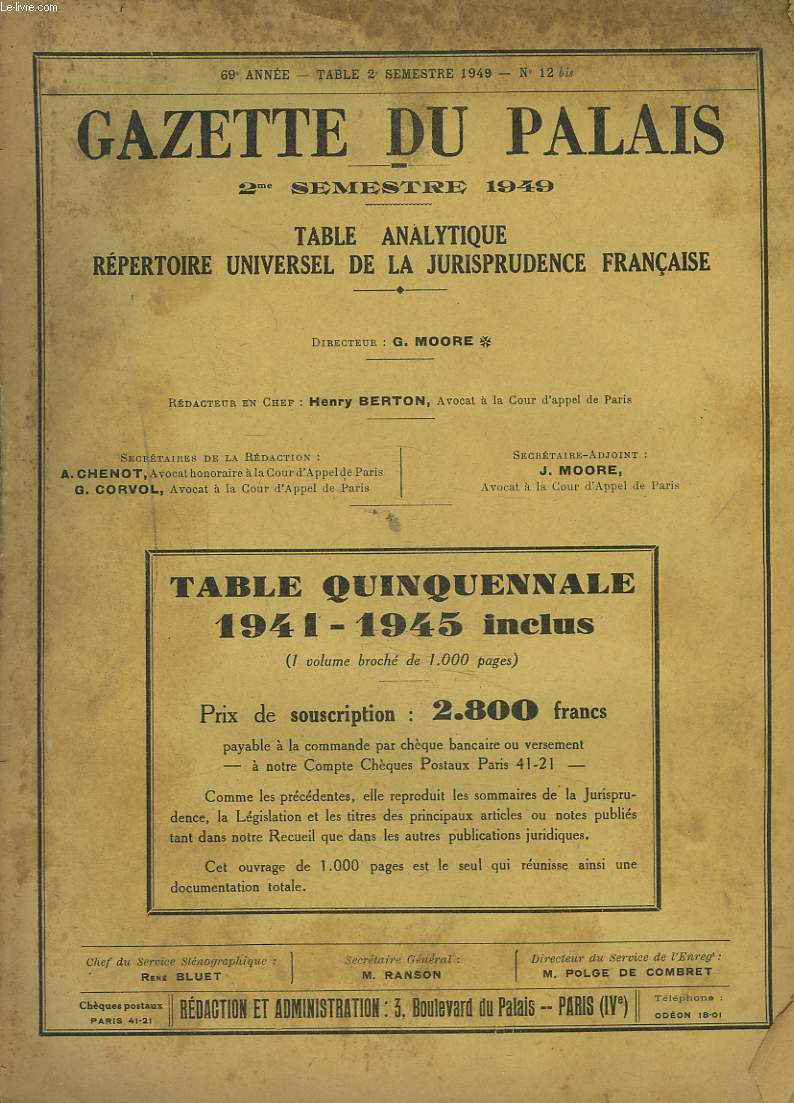 Le-livre.com
69e ANNÉE — TABLE 2e SEMESTRE 1949 — N° 12 bis
GAZETTE DU PALAIS
2me SEMESTRE 1949
TABLE ANALYTIQUE
RÉPERTOIRE UNIVERSEL DE LA JURISPRUDENCE FRANÇAISE
DIRECTEUR : G. MOORE
RÉDACTEUR EN CHEF : Henry BERTON, Avocat à la Cour d'appel de Paris
SECRÉTAIRES DE LA RÉDACTION :
A. CHENOT, Avocat honoraire à la Cour d'Appel de Paris
G. CORVOL, Avocat à la Cour d'Appel de Paris
SECRÉTAIRE-ADJOINT :
J. MOORE,
Avocat à la Cour d'Appel de Paris
TABLE QUINQUENNALE
1941 - 1945 inclus
(1 volume broché de 1.000 pages)
Prix de souscription : 2.800 francs
payable à la commande par chèque bancaire ou versement
— à notre Compte Chèques Postaux Paris 41-21 —
Comme les précédentes, elle reproduit les sommaires de la Jurispru-
dence, la Législation et les titres des principaux articles ou notes publiés
tant dans notre Recueil que dans les autres publications juridiques.
Cet ouvrage de 1.000 pages est le seul qui réunisse ainsi une
documentation totale.
Chef du Service Sténographique :
RENÉ BLUET
Secrétaire Général :
M. RANSON
Directeur du Service de l'Enregt :
M. POLGE DE COMBRET
Chèques postaux
PARIS 41-21
RÉDACTION ET ADMINISTRATION : 3, Boulevard du Palais -- PARIS (IVe)
Téléphone :
ODÉON 18-01